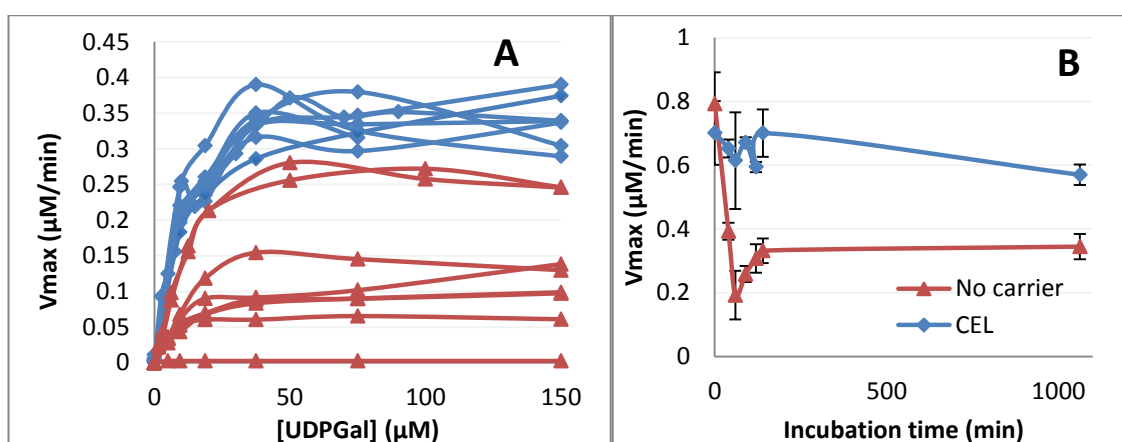 A
Vmax (µM/min)
0.45
0.4
0.35
0.3
0.25
0.2
0.15
0.1
0.05
0
0 50 100 150
[UDPGal] (µM)
B
Vmax (µM/min)
1
0.8
0.6
0.4
0.2
0
No carrier
CEL
0 500 1000
Incubation time (min)